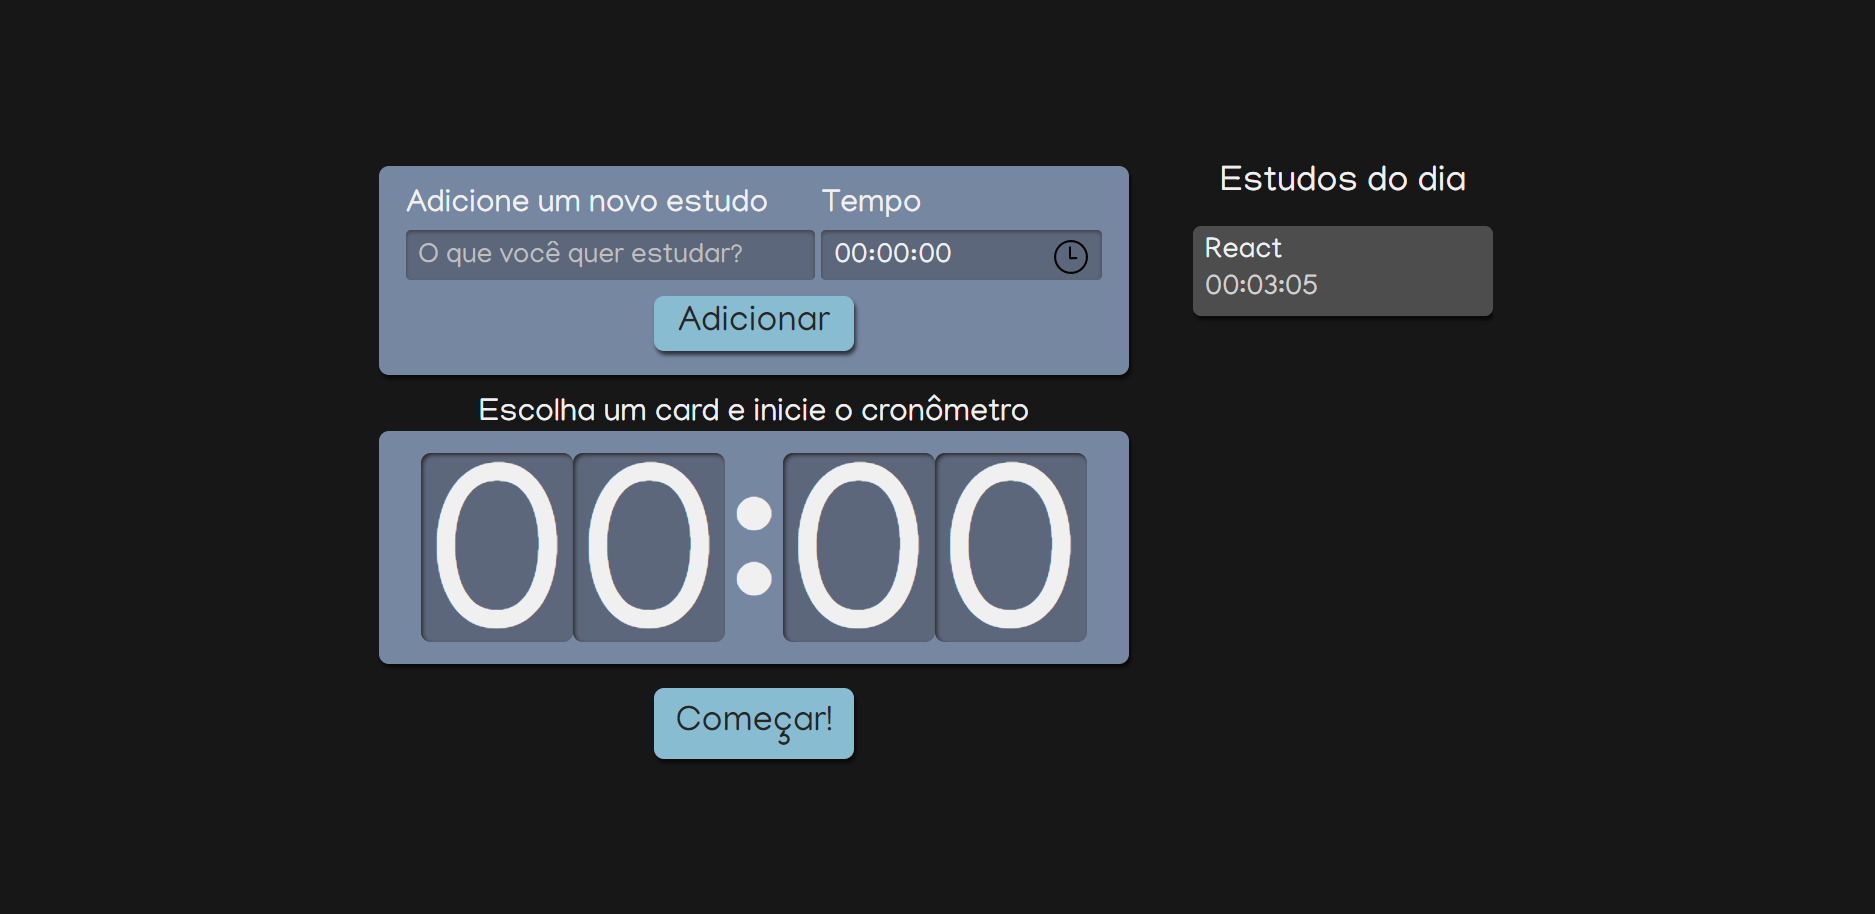 Adicione um novo estudo
Tempo
O que você quer estudar?
00:00:00
Adicionar
Escolha um card e inicie o cronômetro
00:00
Começar!
Estudos do dia
React
00:03:05